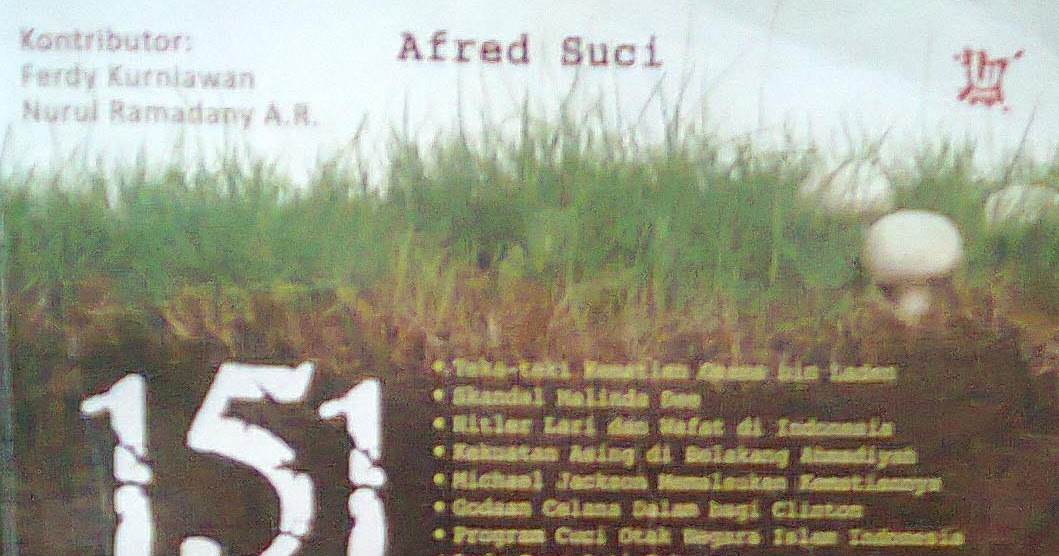 Kontributor:
Ferdy Kurniawan
Nurul Ramadany A.R.
Afred Suci
151
• Teka-teki Kematian Osama bin Laden
• Skandal Malinda Dee
• Hitler Lari dan Wafat di Indonesia
• Kekuatan Asing di Belakang Ahmadiyah
• Michael Jackson Memalsukan Kematiannya
• Godaan Celana Dalam bagi Clinton
• Program Cuci Otak Negara Islam Indonesia